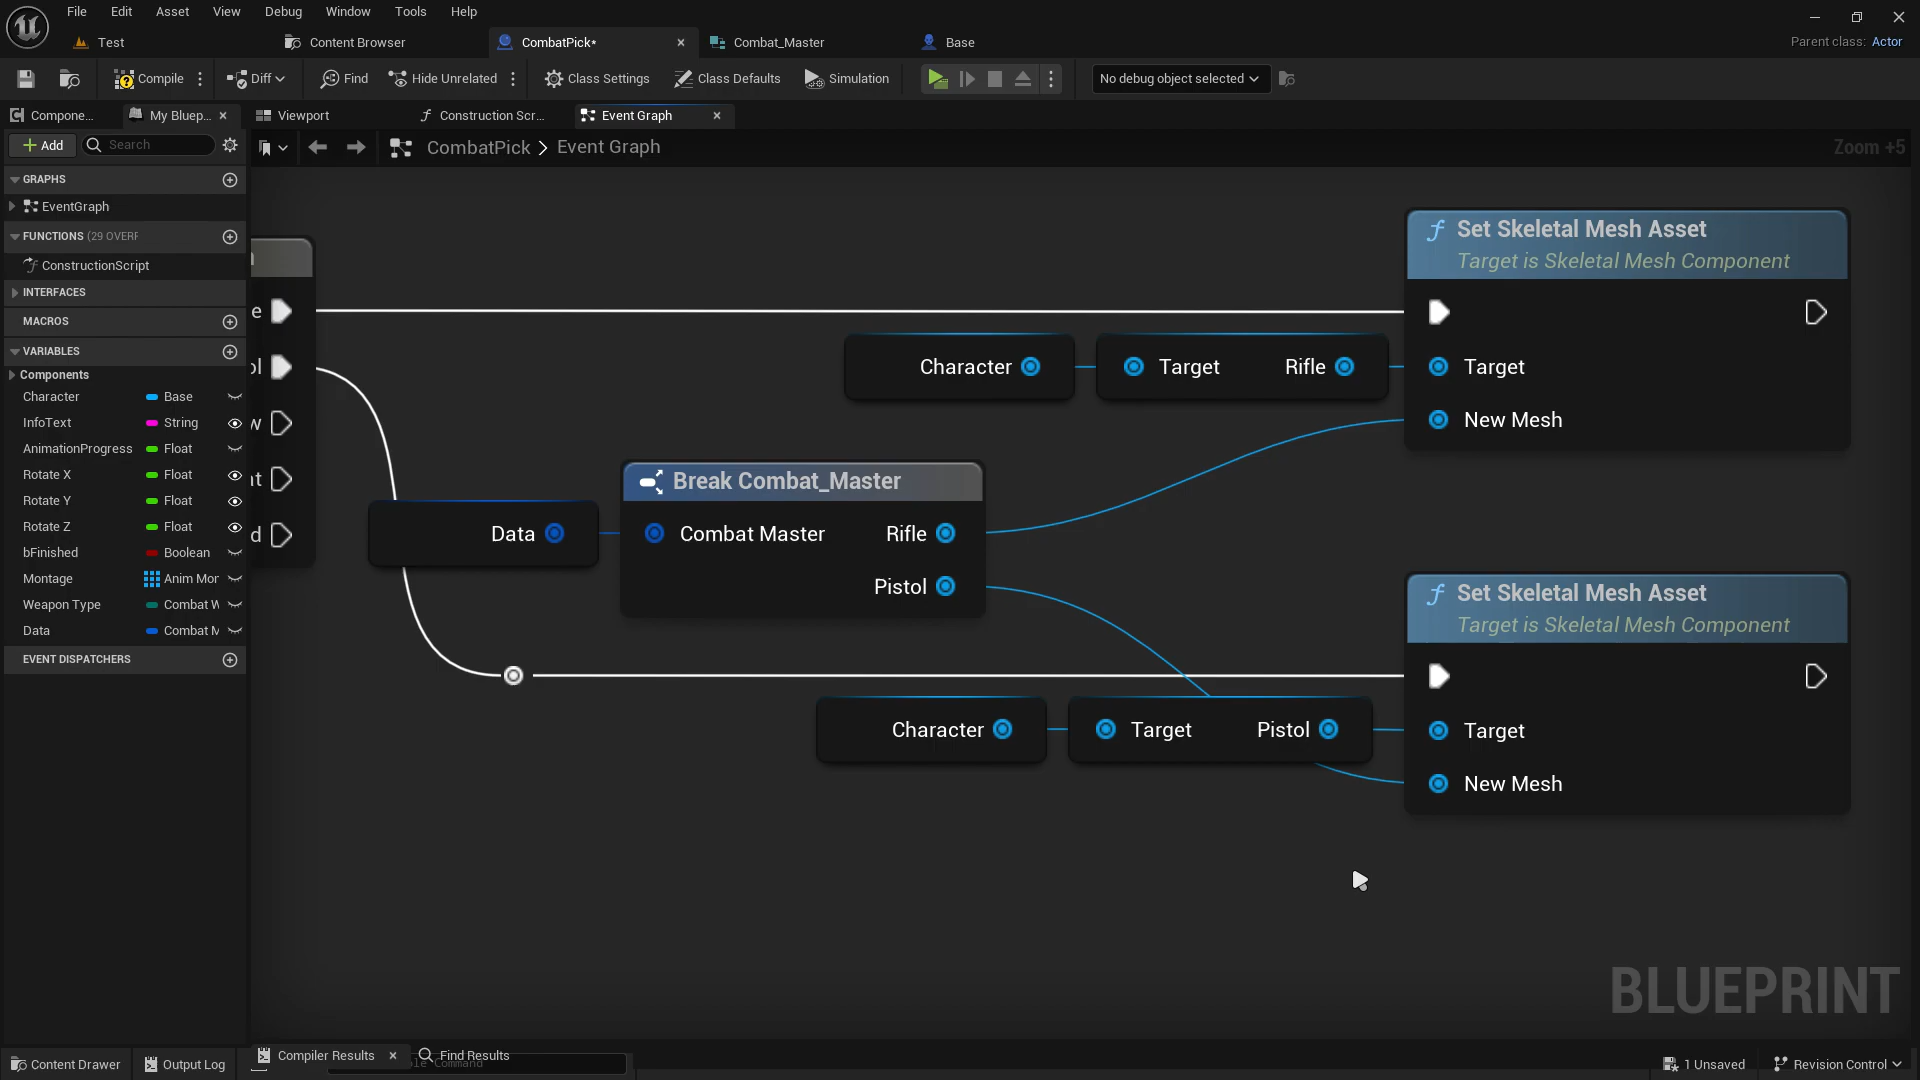 File Edit Asset View Debug Window Tools Help
Test Content Browser CombatPick* Combat_Master Base
Parent class: Actor
Compile Diff Find Hide Unrelated Class Settings Class Defaults Simulation No debug object selected
Compone... My Bluep... Viewport Construction Scr... Event Graph
Add Search CombatPick > Event Graph Zoom +5
GRAPHS
EventGraph
FUNCTIONS (29 OVERF
ConstructionScript
INTERFACES
MACROS
VARIABLES
Components
Character Base
InfoText String
AnimationProgress Float
Rotate X Float
Rotate Y Float
Rotate Z Float
bFinished Boolean
Montage Anim Mor
Weapon Type Combat W
Data Combat M
EVENT DISPATCHERS
e
ol
w
nt
d
Set Skeletal Mesh Asset
Target is Skeletal Mesh Component
Character Target Rifle Target
New Mesh
Break Combat_Master
Data Combat Master Rifle
Pistol
Set Skeletal Mesh Asset
Target is Skeletal Mesh Component
Character Target Pistol Target
New Mesh
BLUEPRINT
Compiler Results Find Results
Content Drawer Output Log le Command 1 Unsaved Revision Control